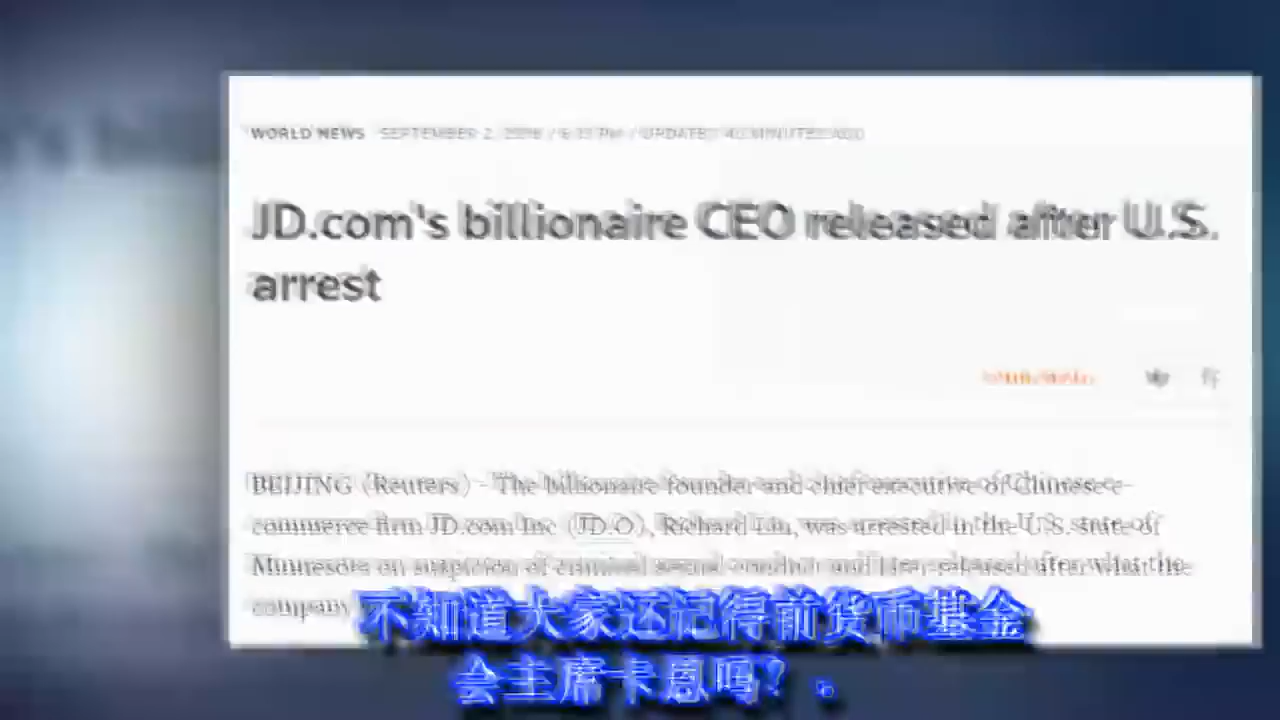 WORLD NEWS SEPTEMBER 2, 2018 / UPDATED 40 MINUTES AGO
JD.com's billionaire CEO released after U.S.
arrest
BEIJING (Reuters) - The billionaire founder and chief executive of Chinese e-
commerce firm JD.com Inc (JD.O), Richard Liu, was arrested in the U.S. state of
Minnesota on suspicion of criminal sexual conduct and later released after what the
company
不知道大家还记得前货币基金
会主席卡恩吗？。